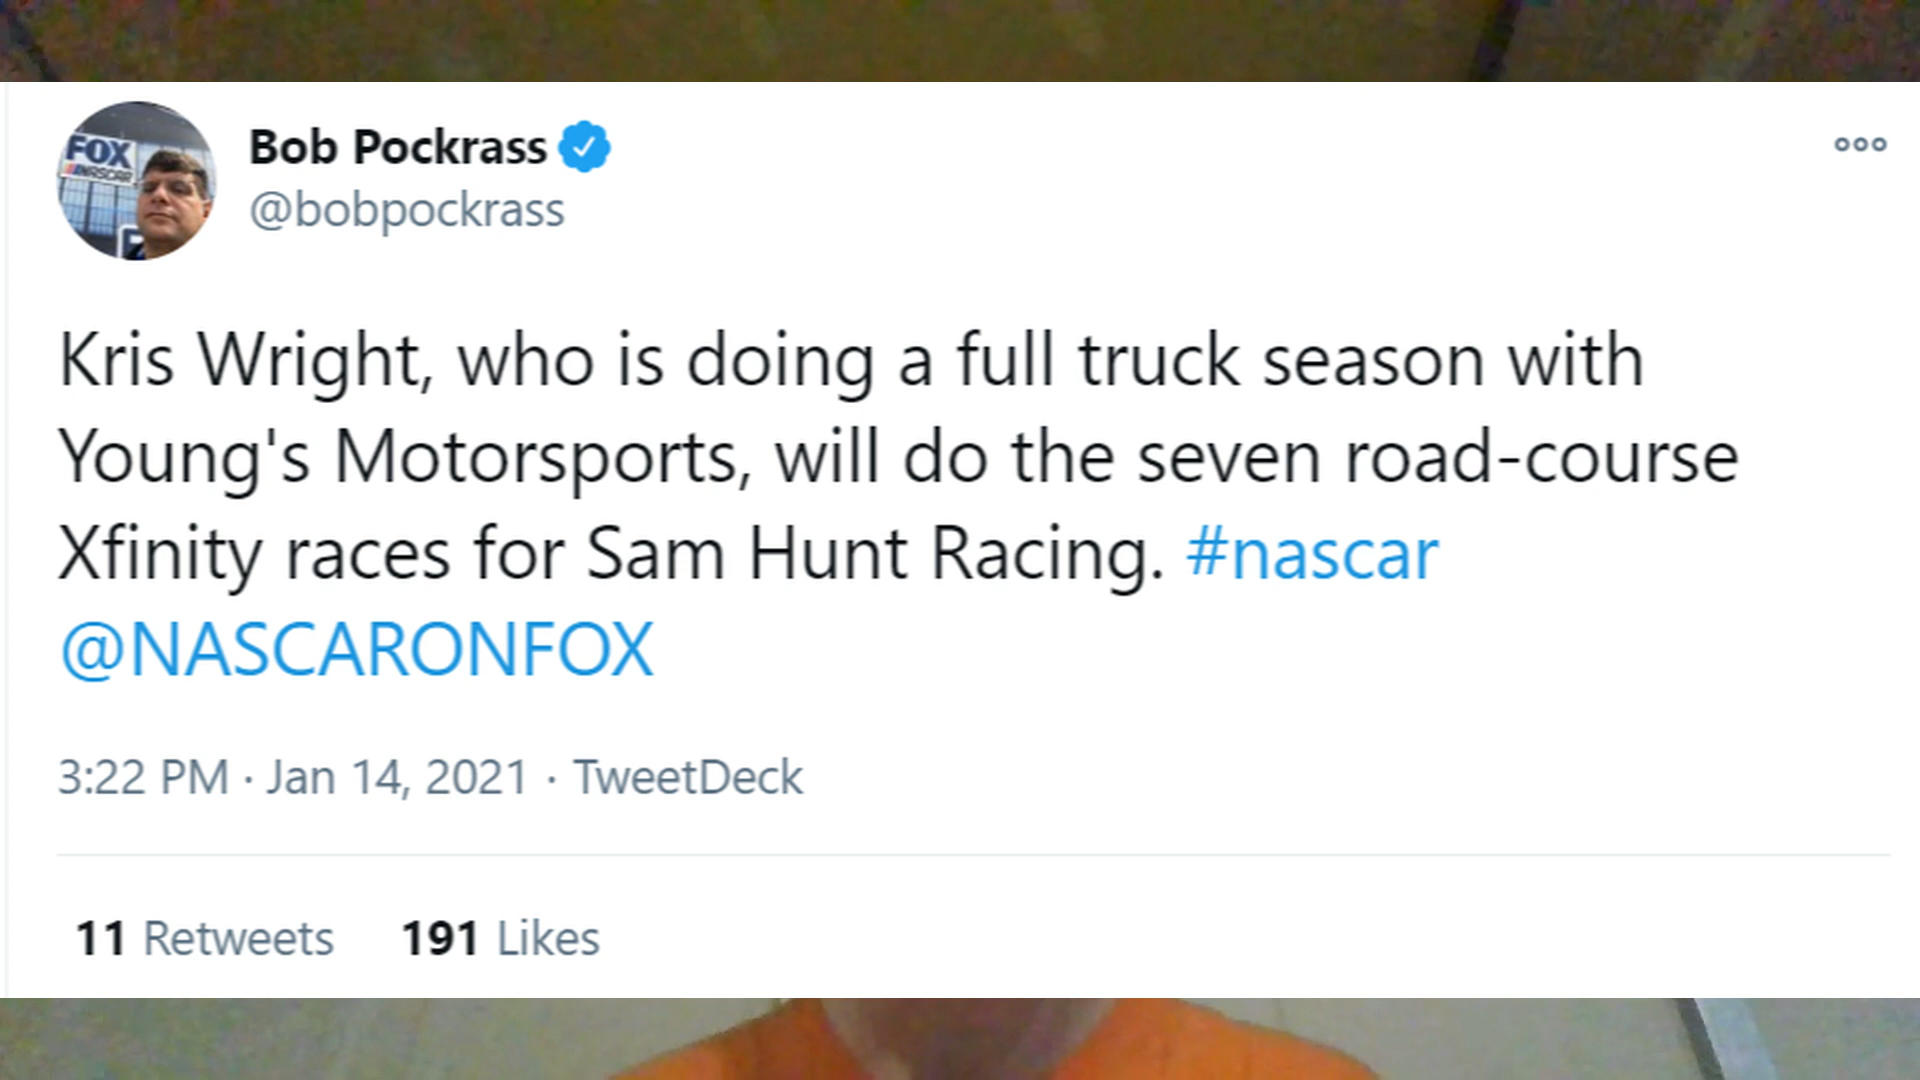 FOX
NASCAR
Bob Pockrass
@bobpockrass
Kris Wright, who is doing a full truck season with
Young's Motorsports, will do the seven road-course
Xfinity races for Sam Hunt Racing. #nascar
@NASCARONFOX
3:22 PM · Jan 14, 2021 · TweetDeck
11 Retweets 191 Likes